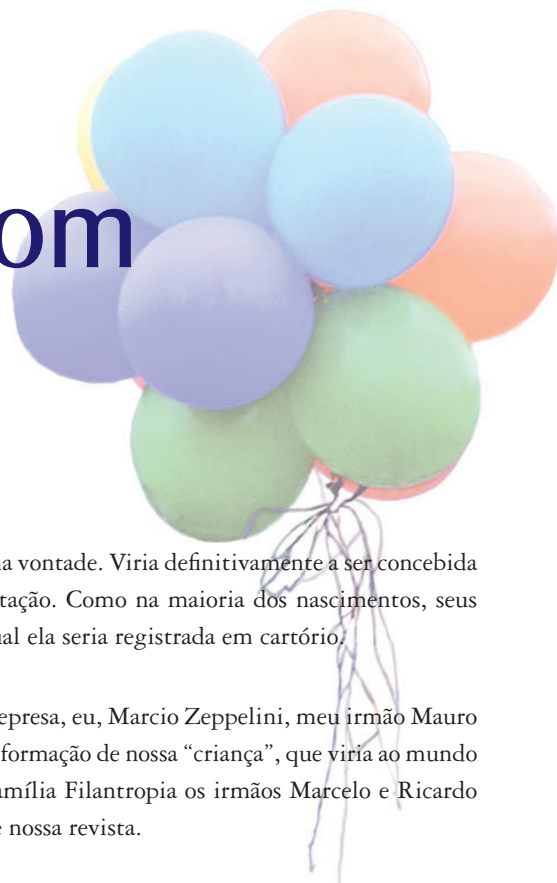 om
na vontade. Viria definitivamente a ser concebida
tação. Como na maioria dos nascimentos, seus
ual ela seria registrada em cartório.
epresa, eu, Marcio Zeppelini, meu irmão Mauro
formação de nossa “criança”, que viria ao mundo
amília Filantropia os irmãos Marcelo e Ricardo
e nossa revista.